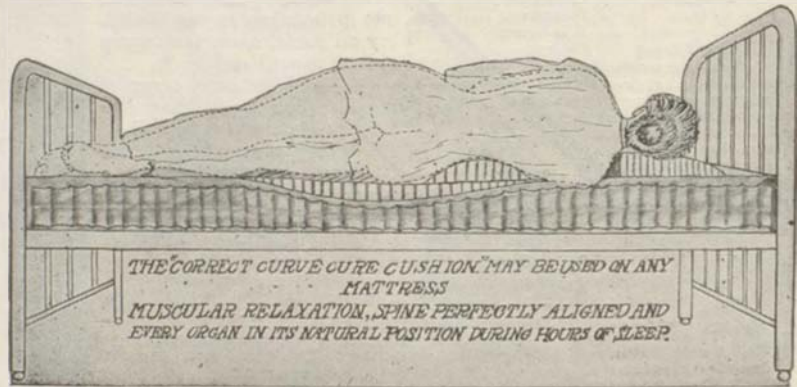 THE "CORRECT CURVE CURE CUSHION." MAY BE USED ON ANY
MATTRESS
MUSCULAR RELAXATION, SPINE PERFECTLY ALIGNED AND
EVERY ORGAN IN ITS NATURAL POSITION DURING HOURS OF SLEEP.